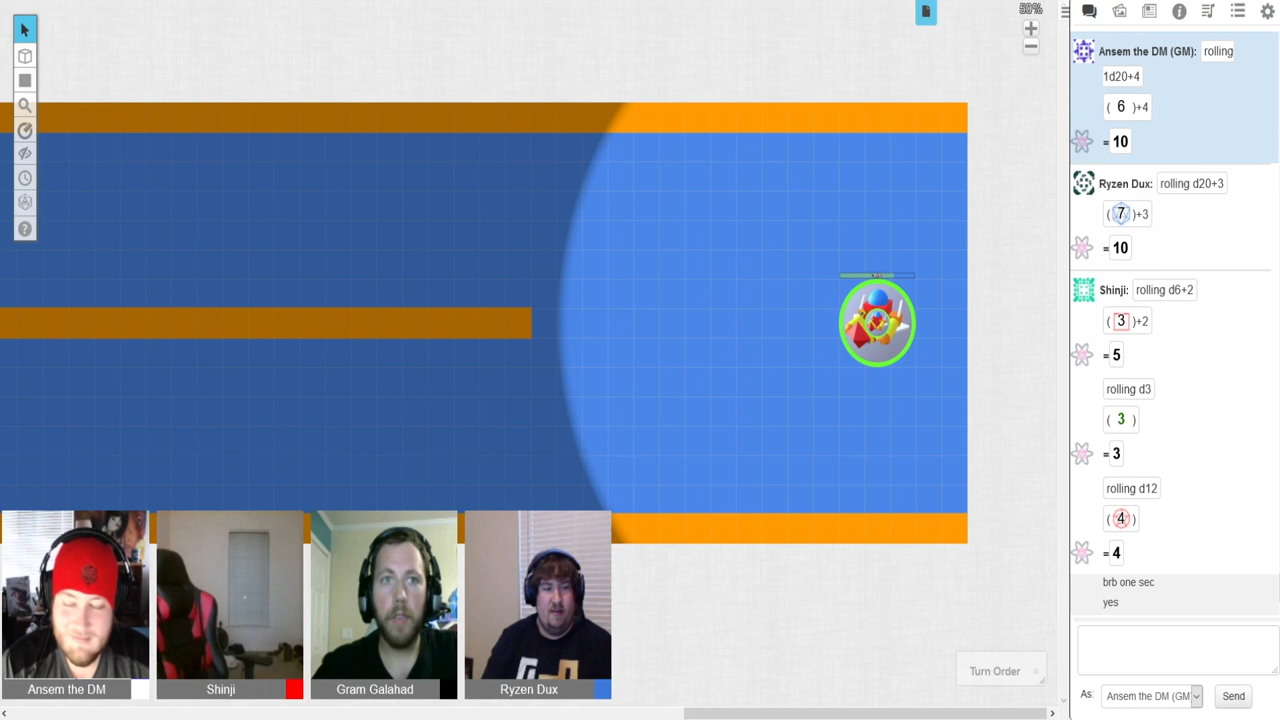 50%
Ansem the DM (GM): rolling
1d20+4
( 6 )+4
= 10
Ryzen Dux: rolling d20+3
( 7 )+3
= 10
Shinji: rolling d6+2
( 3 )+2
= 5
rolling d3
( 3 )
= 3
rolling d12
( 4 )
= 4
brb one sec
yes
Turn Order ×
As: Ansem the DM (GM) Send
Ansem the DM
Shinji
Gram Galahad
Ryzen Dux